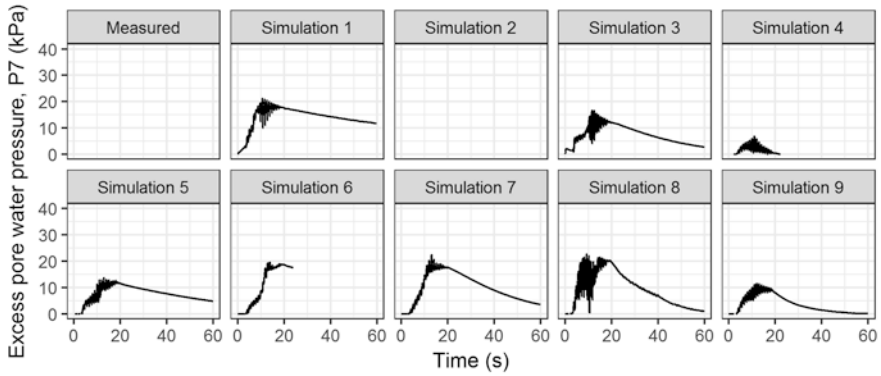 Excess pore water pressure, P7 (kPa)
Measured
Simulation 1
Simulation 2
Simulation 3
Simulation 4
40
30
20
10
0
Simulation 5
Simulation 6
Simulation 7
Simulation 8
Simulation 9
40
30
20
10
0
0 20 40 60 0 20 40 60 0 20 40 60 0 20 40 60 0 20 40 60
Time (s)